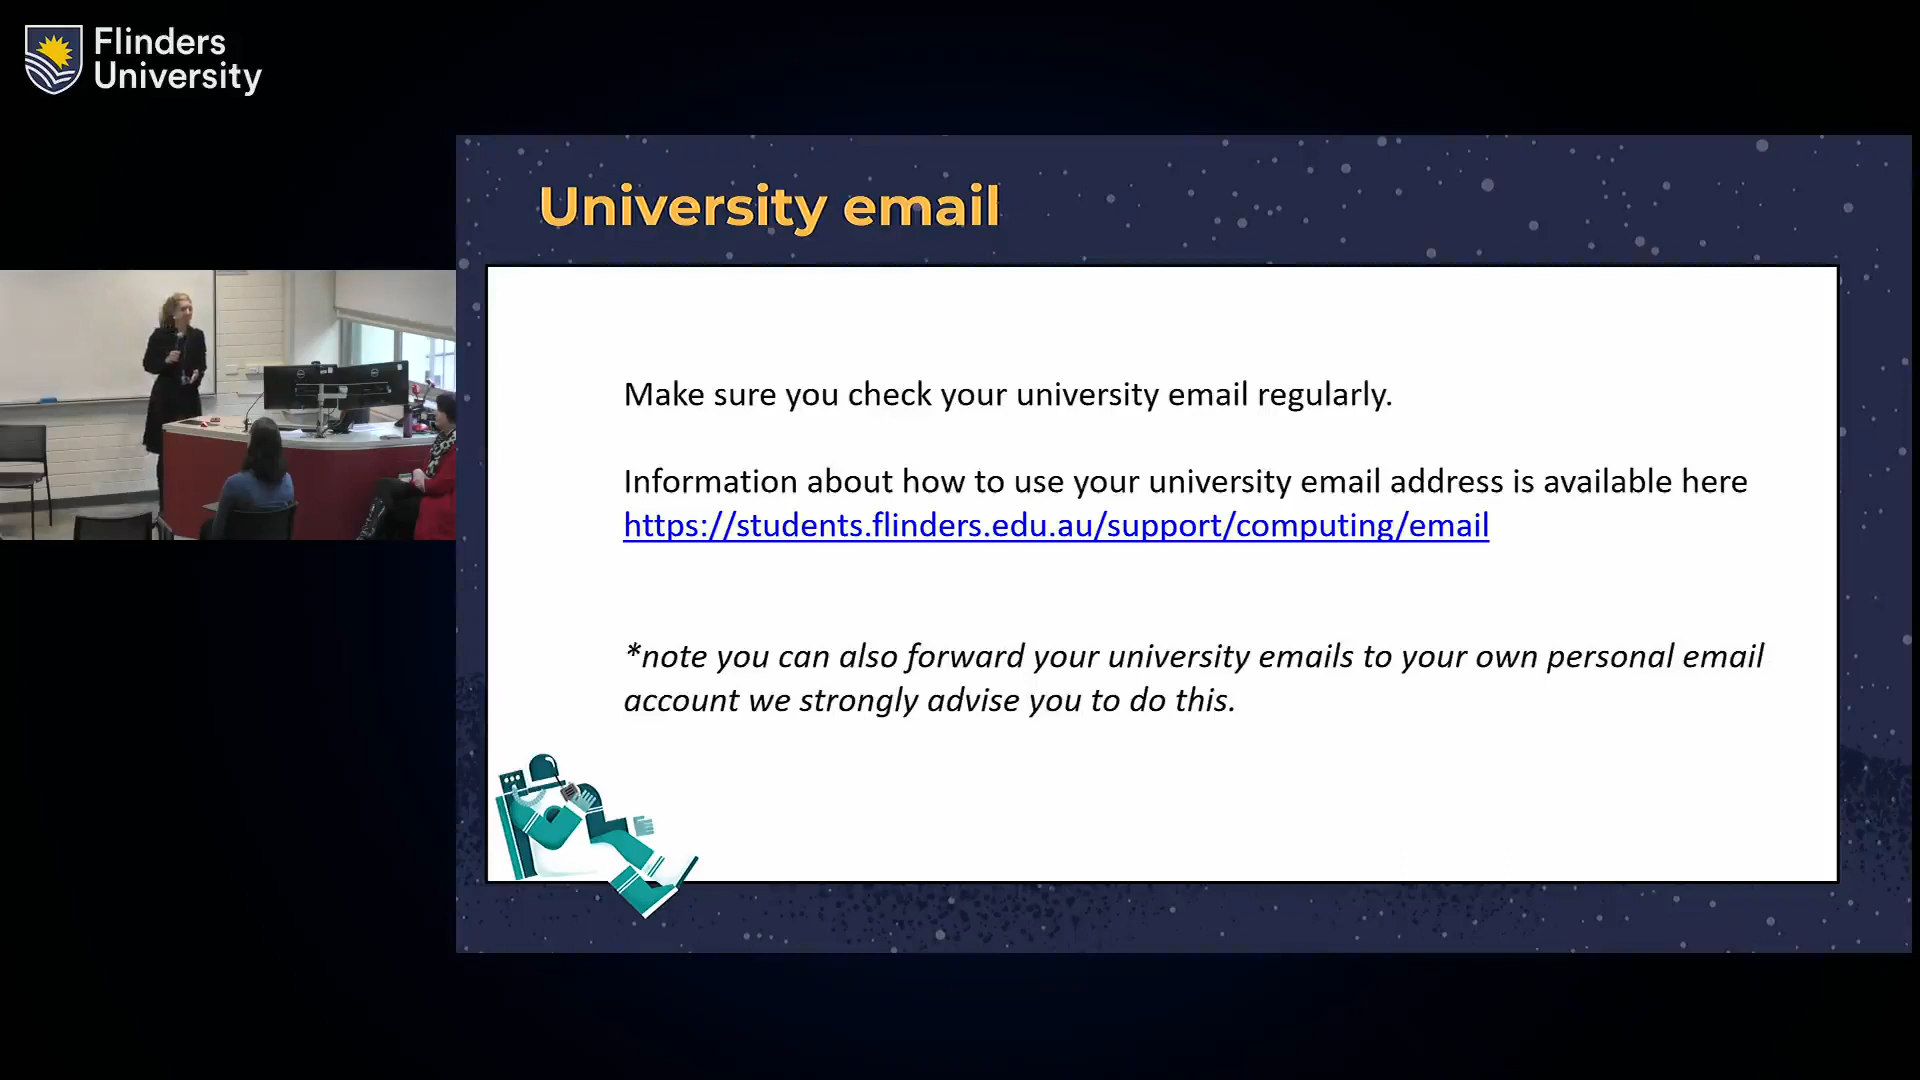 Flinders
University
University email
Make sure you check your university email regularly.
Information about how to use your university email address is available here
https://students.flinders.edu.au/support/computing/email
*note you can also forward your university emails to your own personal email
account we strongly advise you to do this.